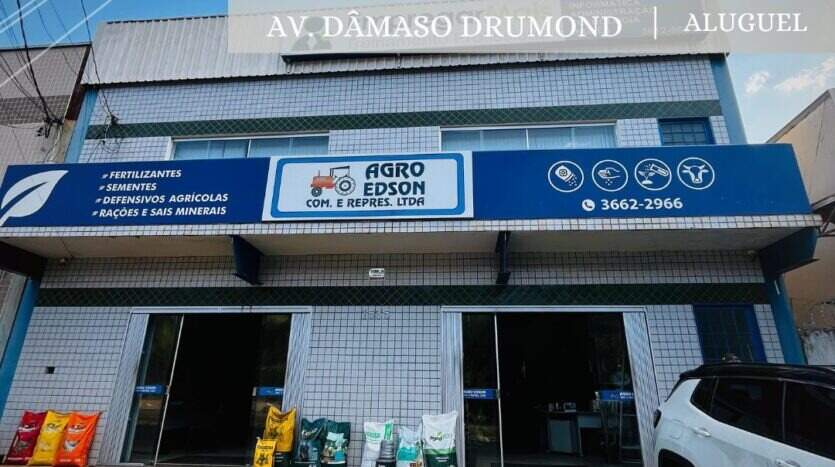 AV. DÂMASO DRUMOND | ALUGUEL
# FERTILIZANTES
# SEMENTES
# DEFENSIVOS AGRÍCOLAS
# RAÇÕES E SAIS MINERAIS
AGRO
EDSON
COM. E REPRES. LTDA
3662-2966